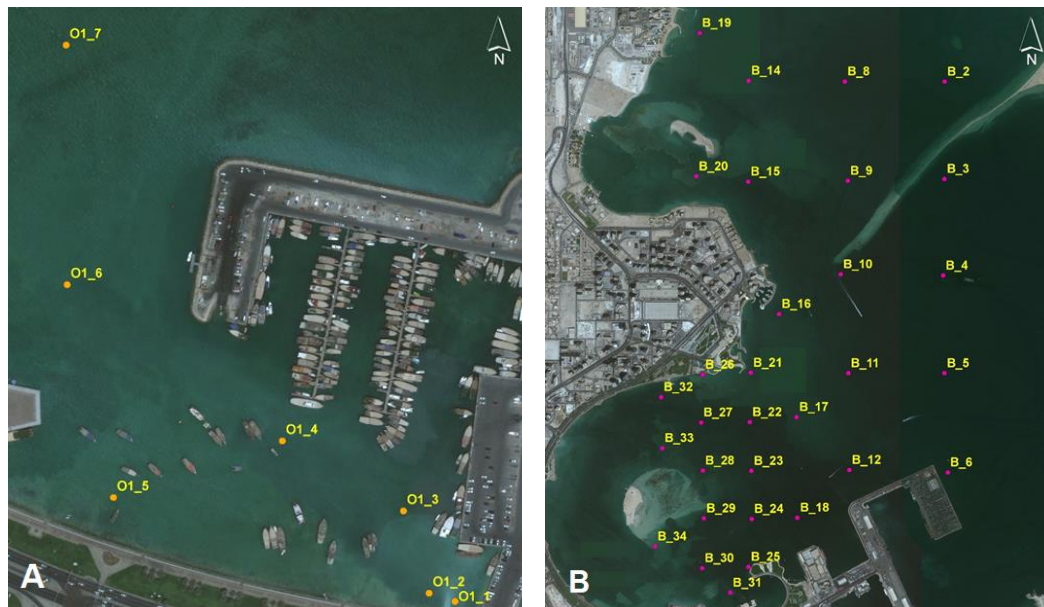 O1_7
N
O1_6
O1_4
O1_5
O1_3
O1_2
O1_1
A
B_19
N
B_14
B_8
B_2
B_20
B_15
B_9
B_3
B_10
B_4
B_16
B_26
B_21
B_11
B_5
B_32
B_27
B_22
B_17
B_33
B_28
B_23
B_12
B_6
B_29
B_24
B_18
B_34
B_30
B_25
B_31
B